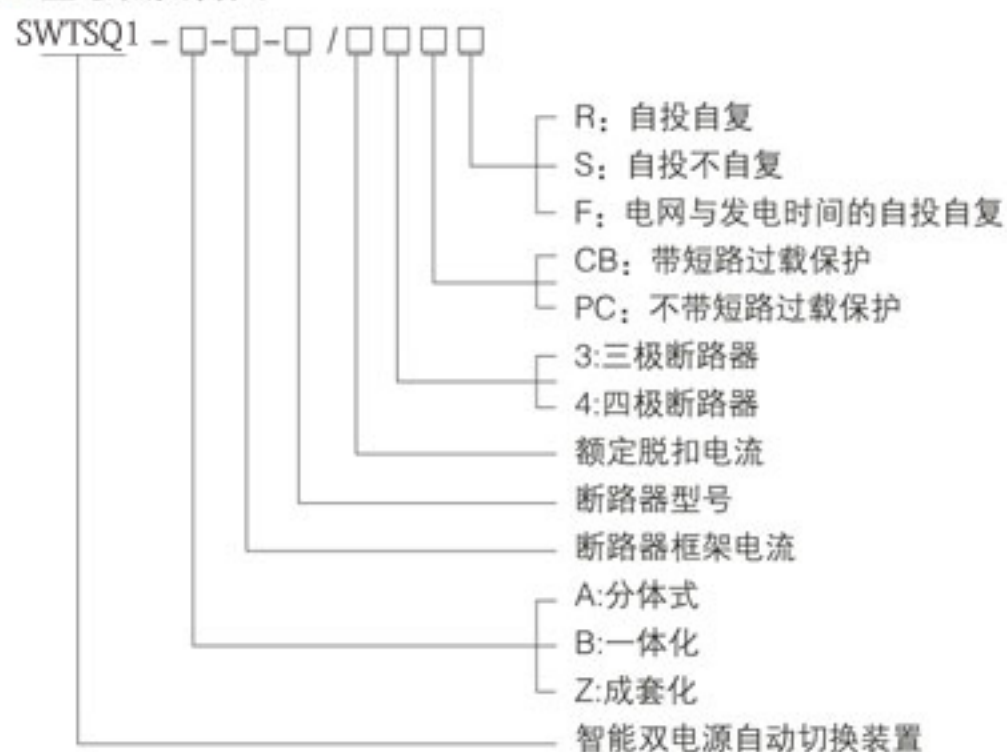 SWTSQ1 - □-□-□ /□□□□
R：自投自复
S：自投不自复
F：电网与发电时间的自投自复
CB：带短路过载保护
PC：不带短路过载保护
3:三极断路器
4:四极断路器
额定脱扣电流
断路器型号
断路器框架电流
A:分体式
B:一体化
Z:成套化
智能双电源自动切换装置